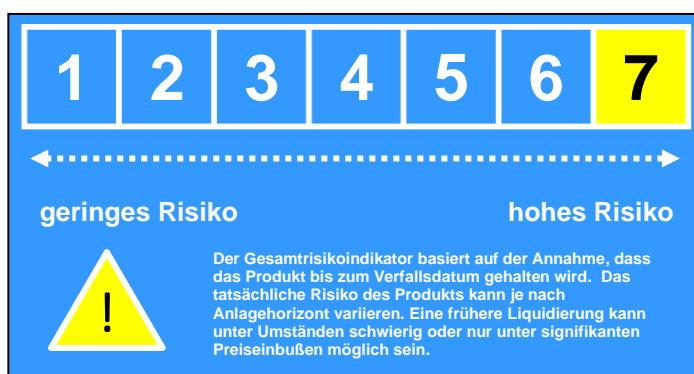 1 2 3 4 5 6 7
geringes Risiko hohes Risiko
!
Der Gesamtrisikoindikator basiert auf der Annahme, dass
das Produkt bis zum Verfallsdatum gehalten wird. Das
tatsächliche Risiko des Produkts kann je nach
Anlagehorizont variieren. Eine frühere Liquidierung kann
unter Umständen schwierig oder nur unter signifikanten
Preiseinbußen möglich sein.